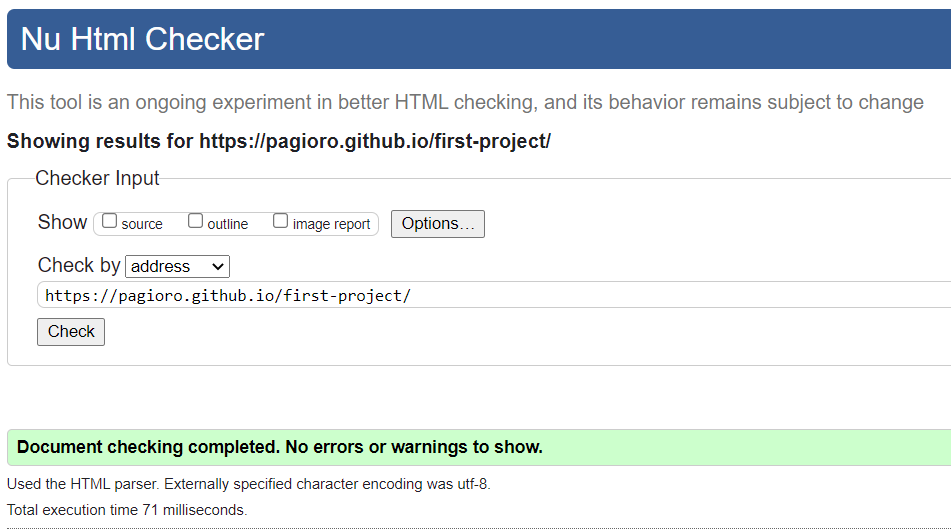 Nu Html Checker
This tool is an ongoing experiment in better HTML checking, and its behavior remains subject to change
Showing results for https://pagioro.github.io/first-project/
Checker Input
Show source outline image report Options…
Check by address
https://pagioro.github.io/first-project/
Check
Document checking completed. No errors or warnings to show.
Used the HTML parser. Externally specified character encoding was utf-8.
Total execution time 71 milliseconds.